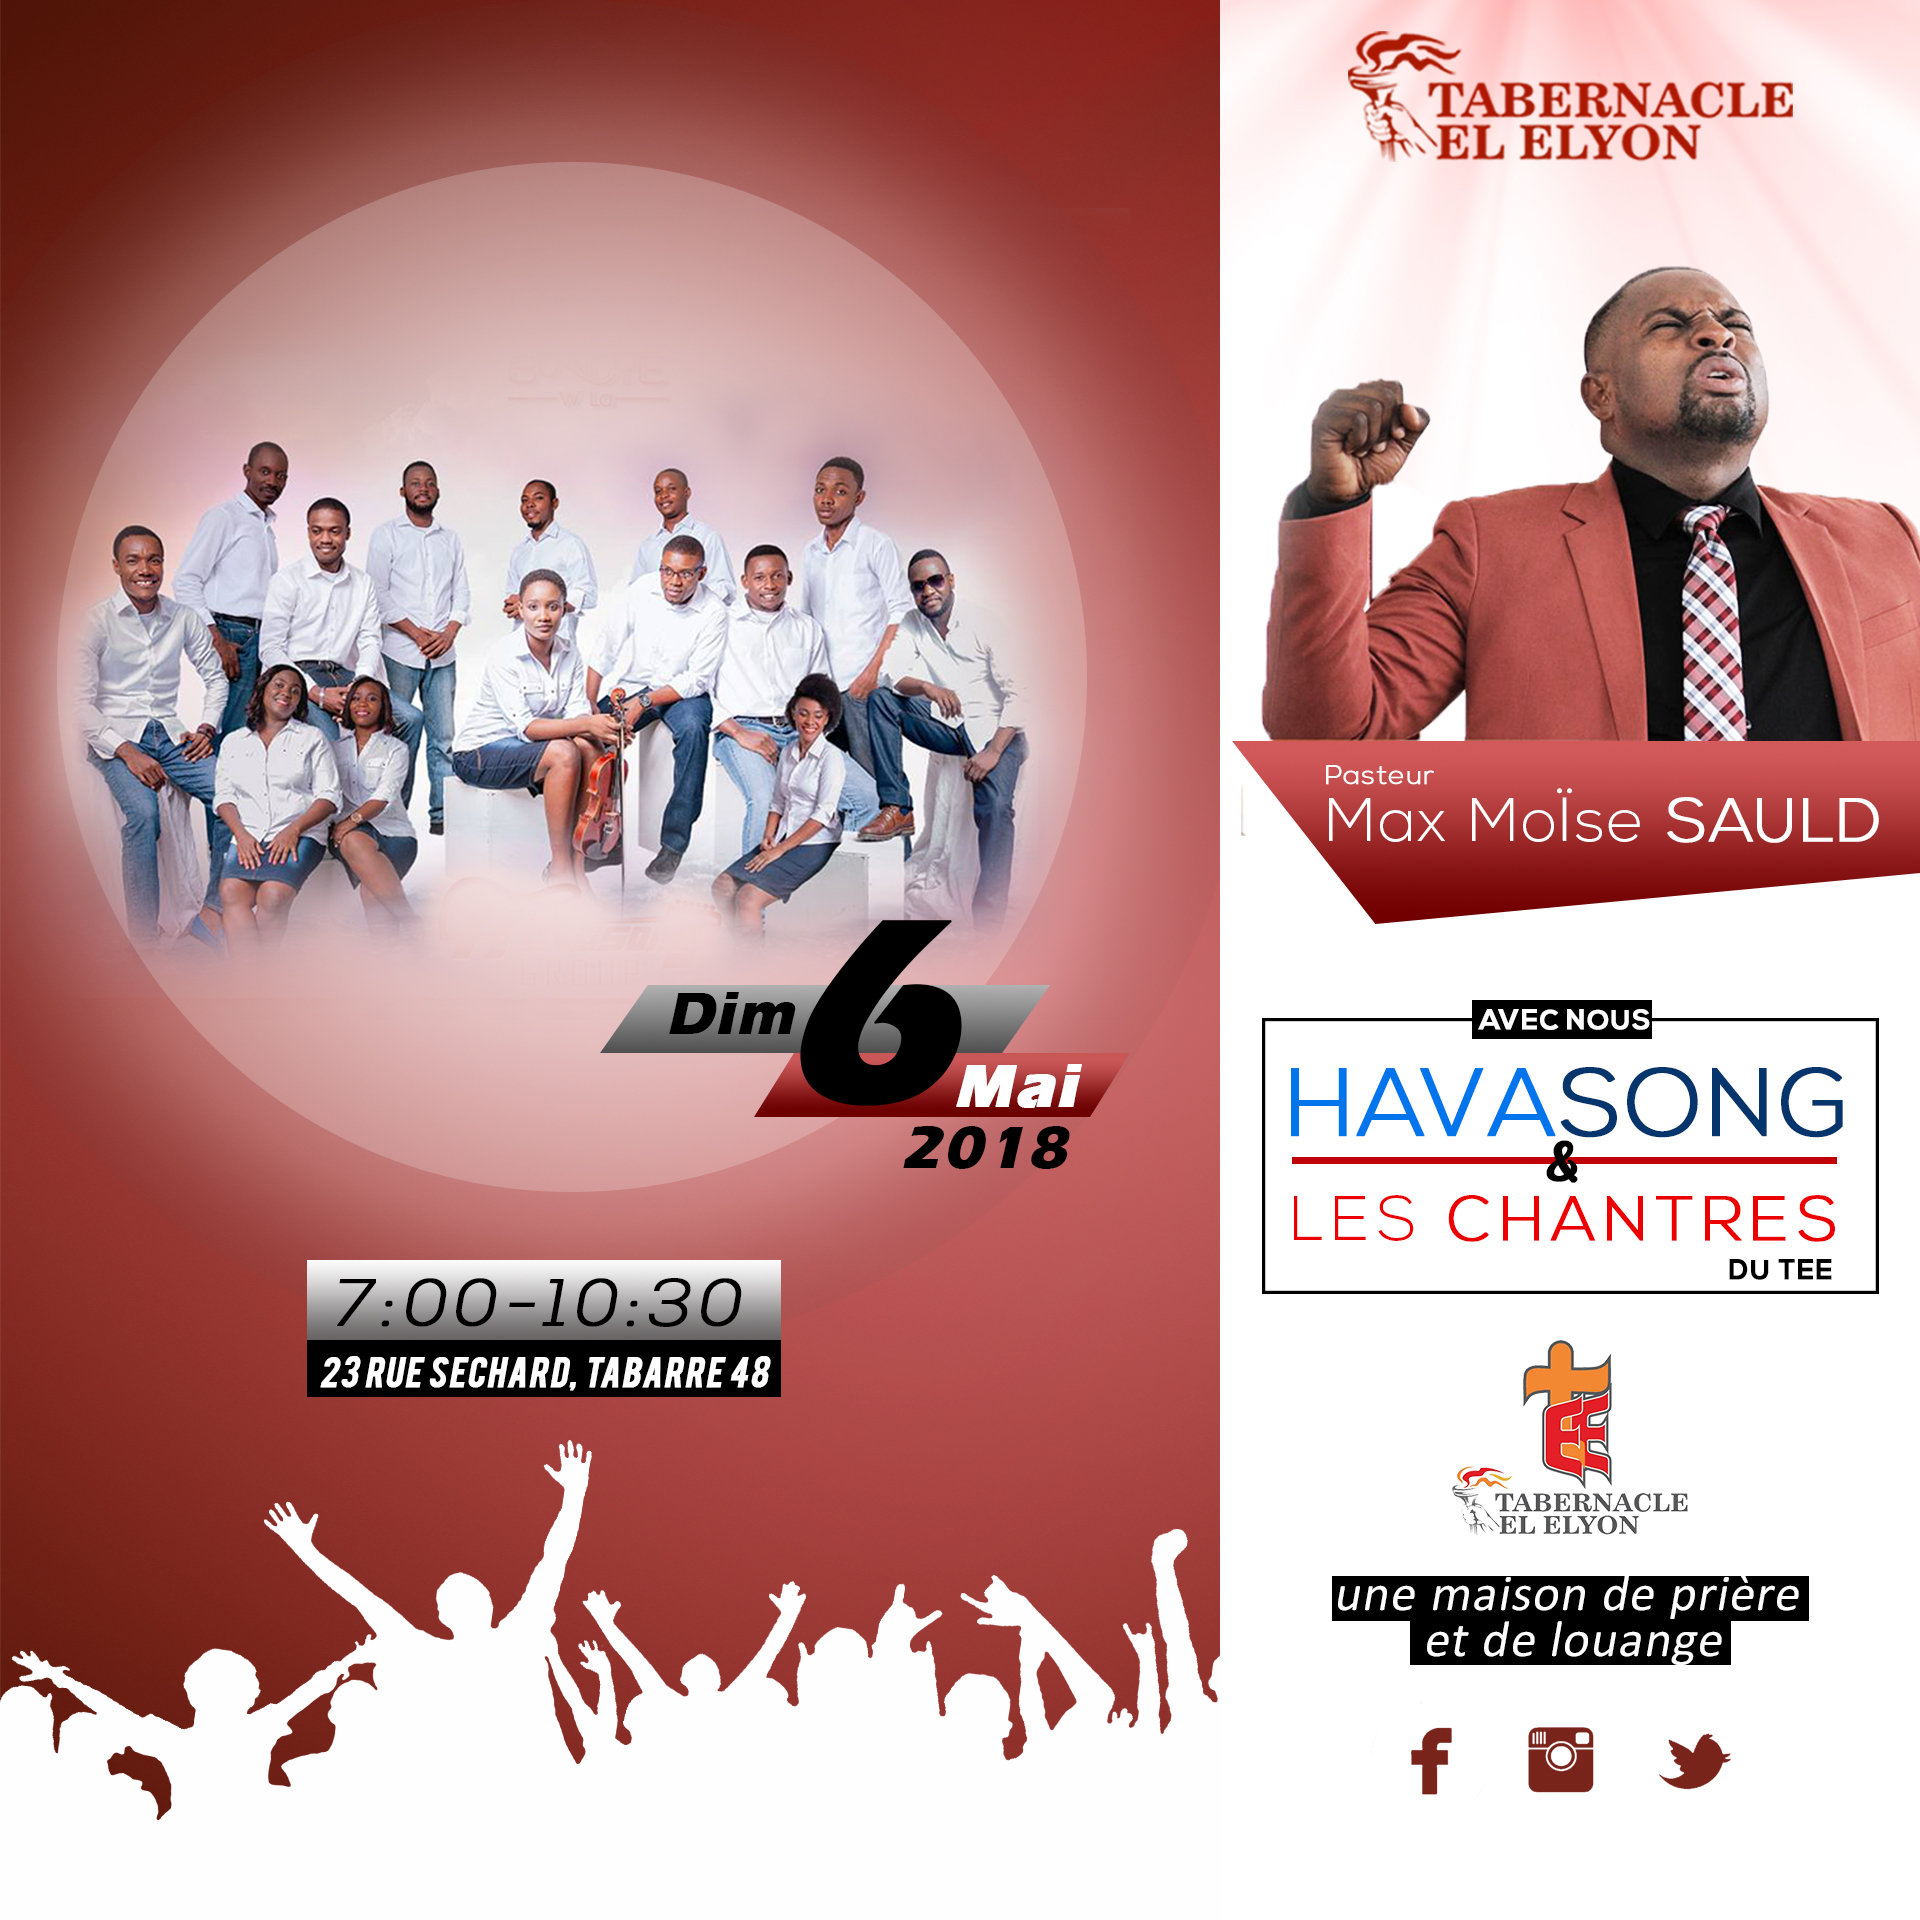 TABERNACLE
EL ELYON
Pasteur
Max MoÏse SAULD
Dim 6
Mai
2018
7:00-10:30
23 RUE SECHARD, TABARRE 48
AVEC NOUS
HAVASONG
&
LES CHANTRES
DU TEE
TEE
TABERNACLE
EL ELYON
une maison de prière
et de louange